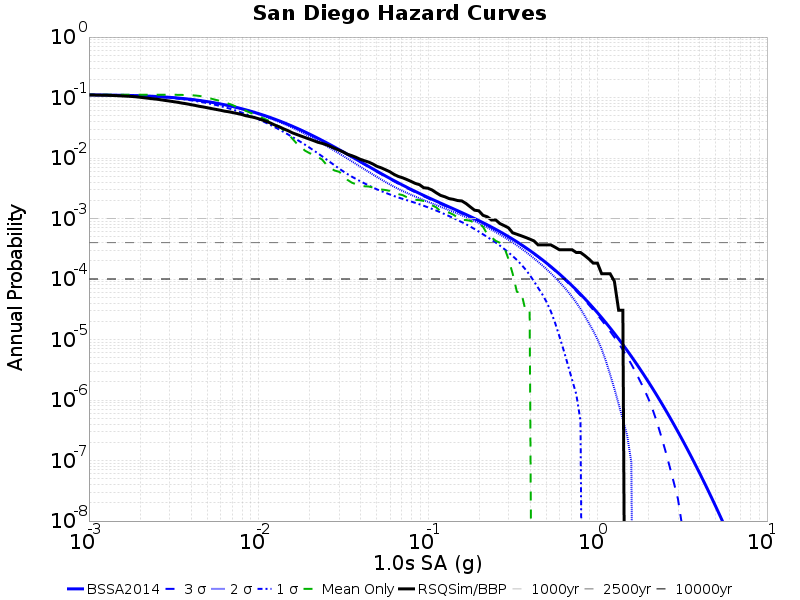 San Diego Hazard Curves
Annual Probability
10^0
10^-1
10^-2
10^-3
10^-4
10^-5
10^-6
10^-7
10^-8
10^-3 10^-2 10^-1 10^0 10^1
1.0s SA (g)
BSSA2014 3 σ 2 σ 1 σ Mean Only RSQSim/BBP 1000yr 2500yr 10000yr